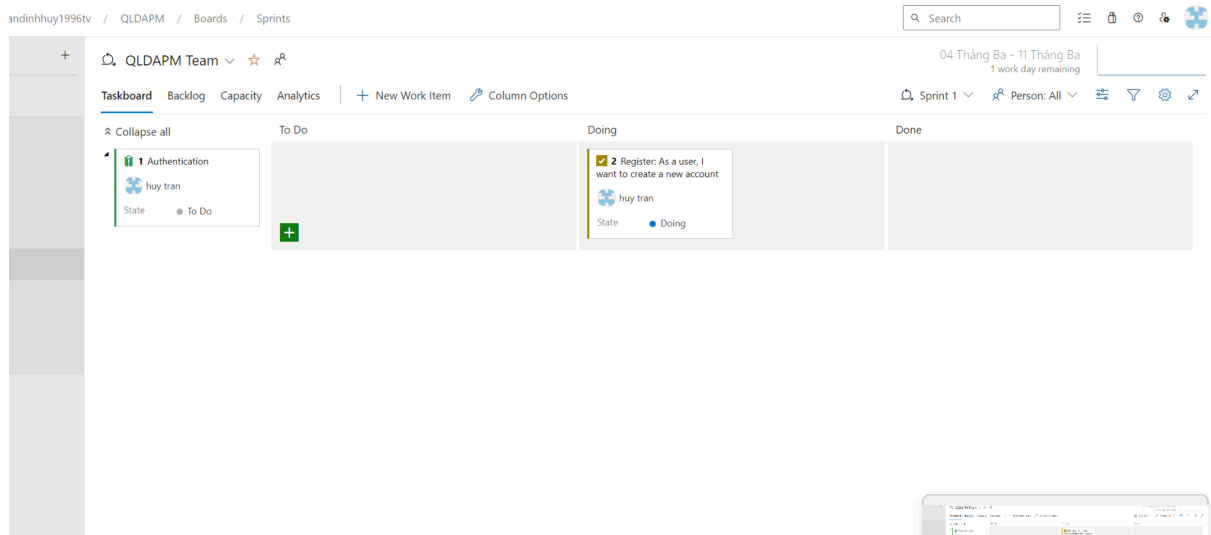 andinhhuy1996tv / QLDAPM / Boards / Sprints
Search
QLDAPM Team
04 Tháng Ba - 11 Tháng Ba
1 work day remaining
Taskboard Backlog Capacity Analytics New Work Item Column Options
Sprint 1 Person: All
Collapse all To Do Doing Done
1 Authentication
huy tran
State To Do
2 Register: As a user, I
want to create a new account
huy tran
State Doing